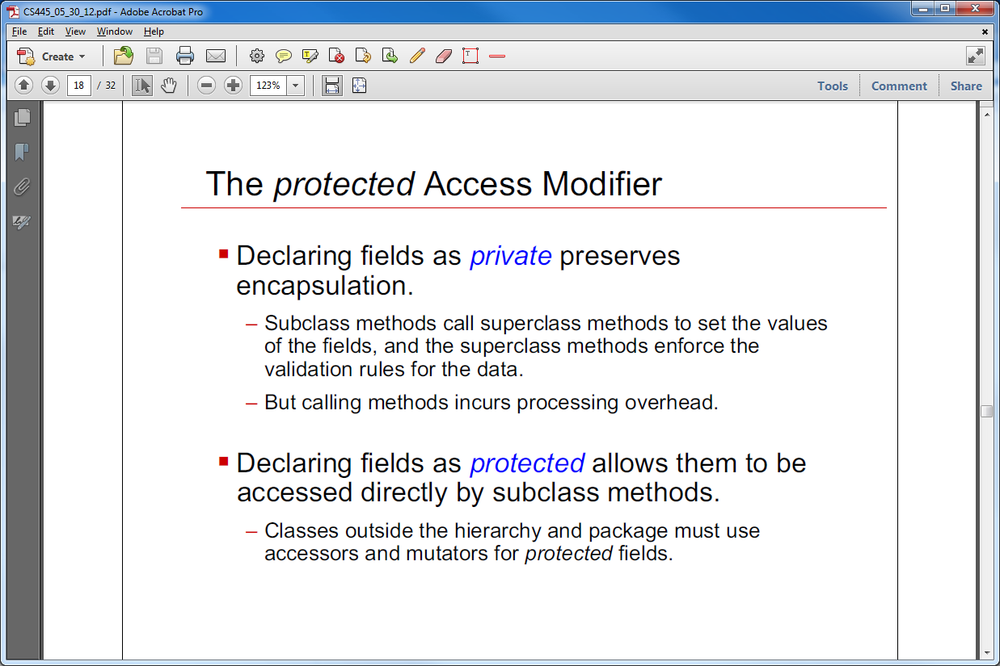 CS445_05_30_12.pdf - Adobe Acrobat Pro
File Edit View Window Help
Create
18 / 32 123% Tools Comment Share
The protected Access Modifier
Declaring fields as private preserves
encapsulation.
– Subclass methods call superclass methods to set the values
of the fields, and the superclass methods enforce the
validation rules for the data.
– But calling methods incurs processing overhead.
Declaring fields as protected allows them to be
accessed directly by subclass methods.
– Classes outside the hierarchy and package must use
accessors and mutators for protected fields.